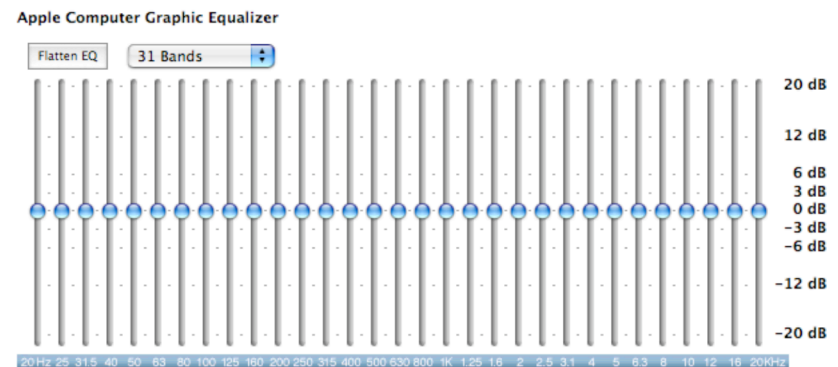 Apple Computer Graphic Equalizer
Flatten EQ
31 Bands
20 dB
12 dB
6 dB
3 dB
0 dB
−3 dB
−6 dB
−12 dB
−20 dB
20Hz 25 31.5 40 50 63 80 100 125 160 200 250 315 400 500 630 800 1K 1.25 1.6 2 2.5 3.1 4 5 6.3 8 10 12 16 20KHz